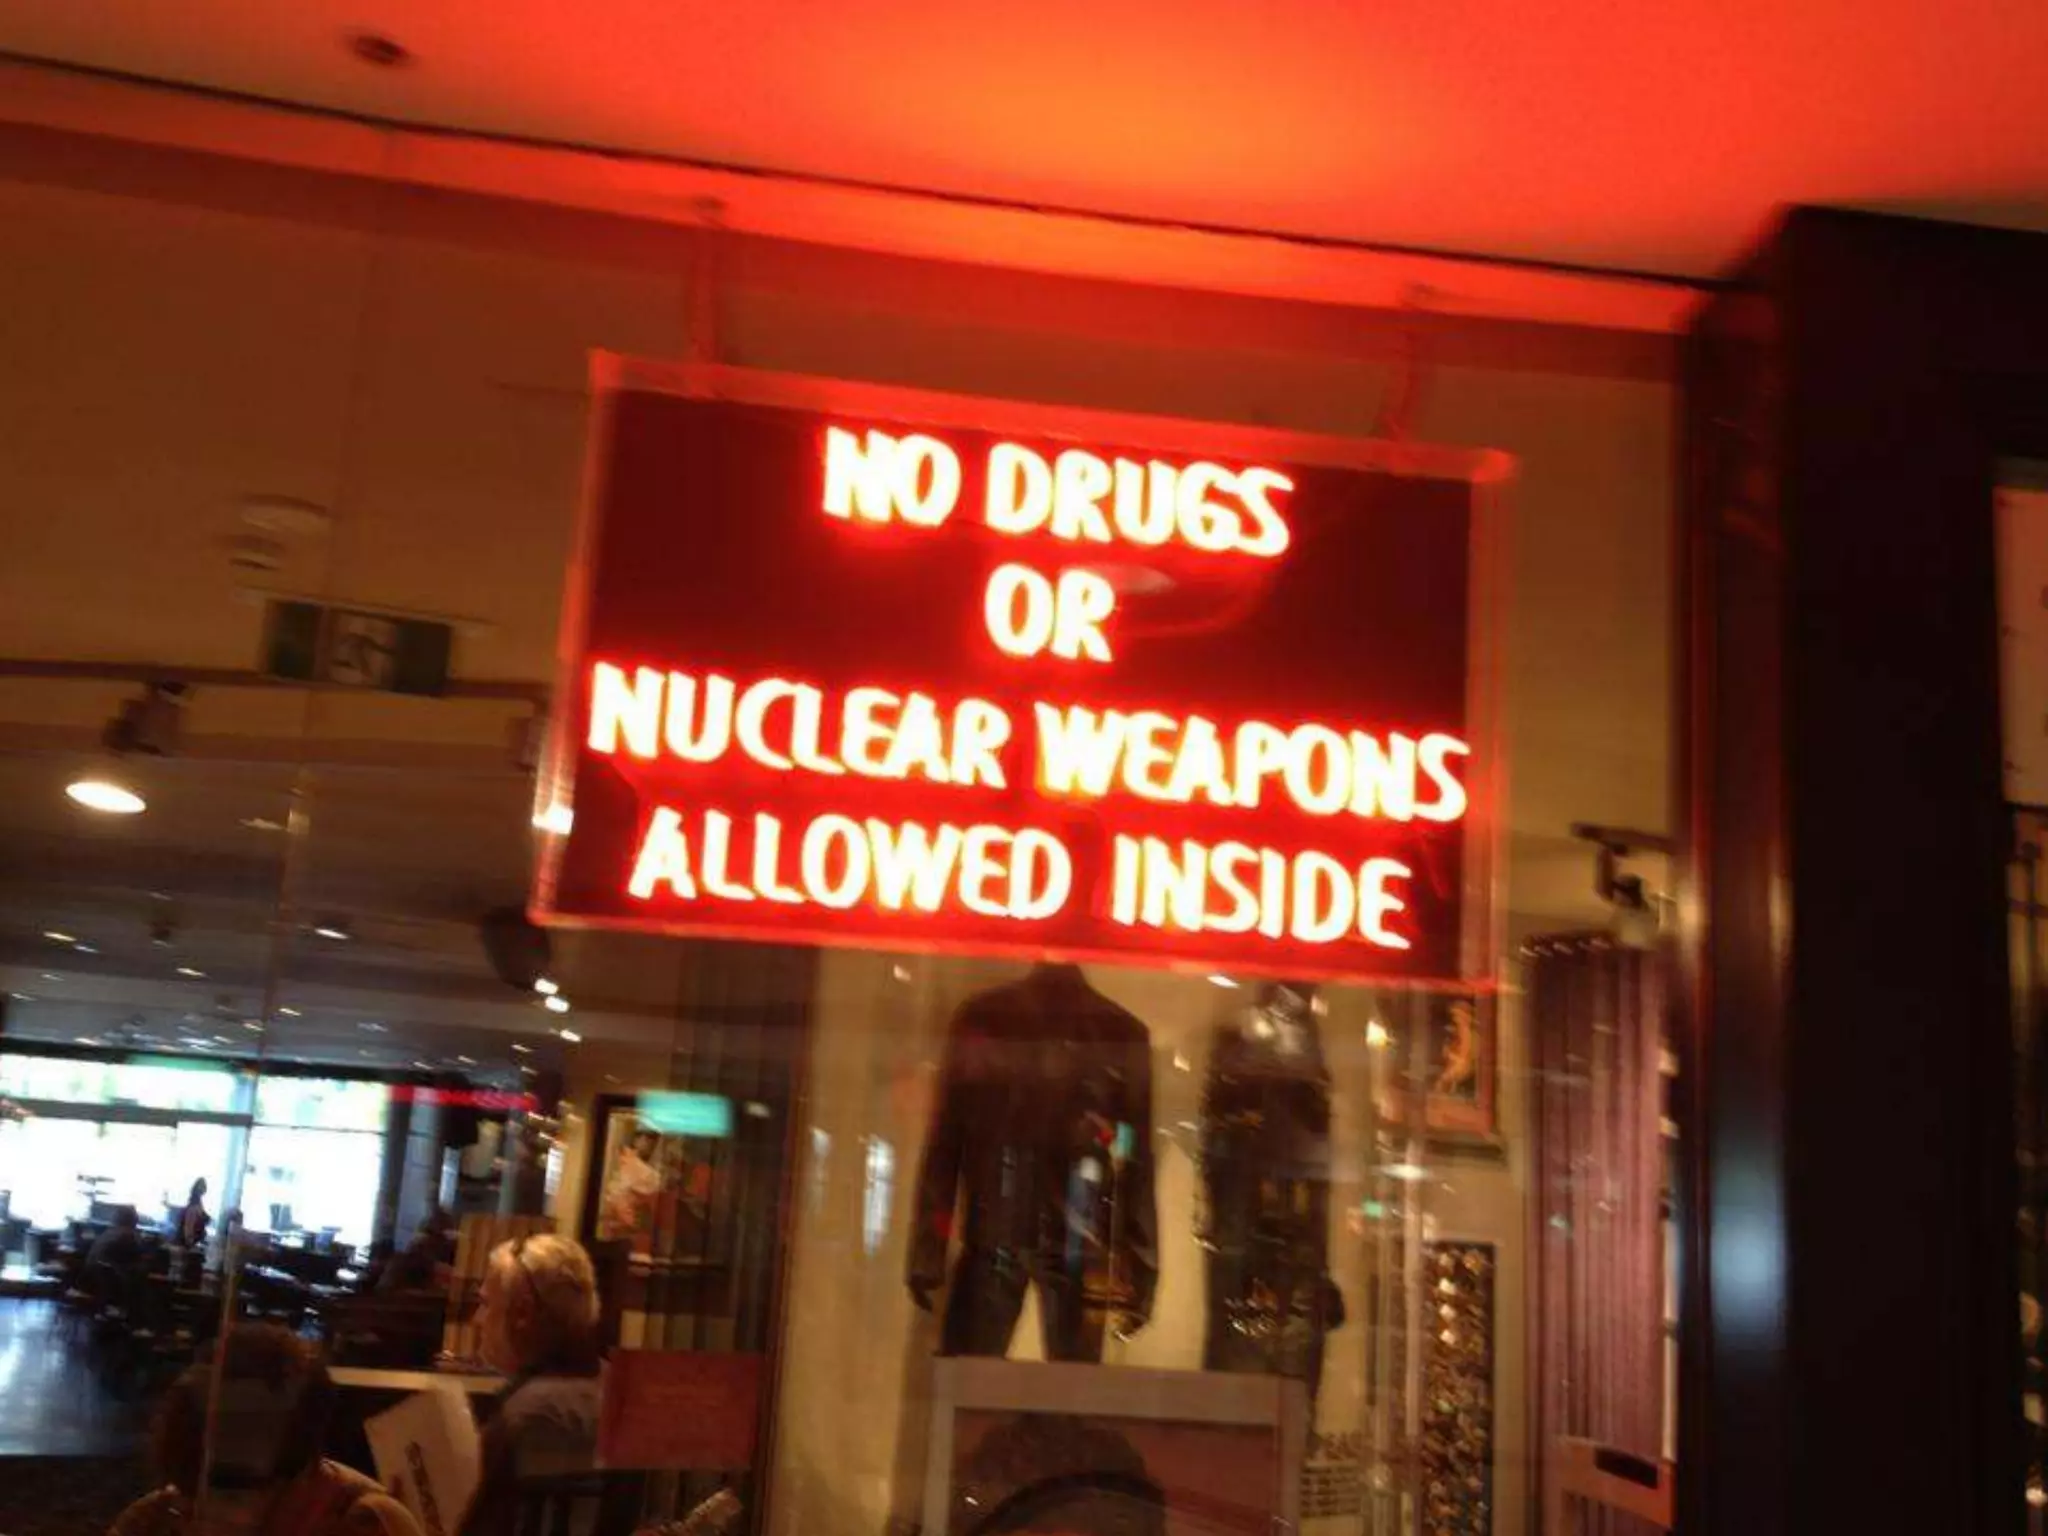 NO DRUGS
OR
NUCLEAR WEAPONS
ALLOWED INSIDE